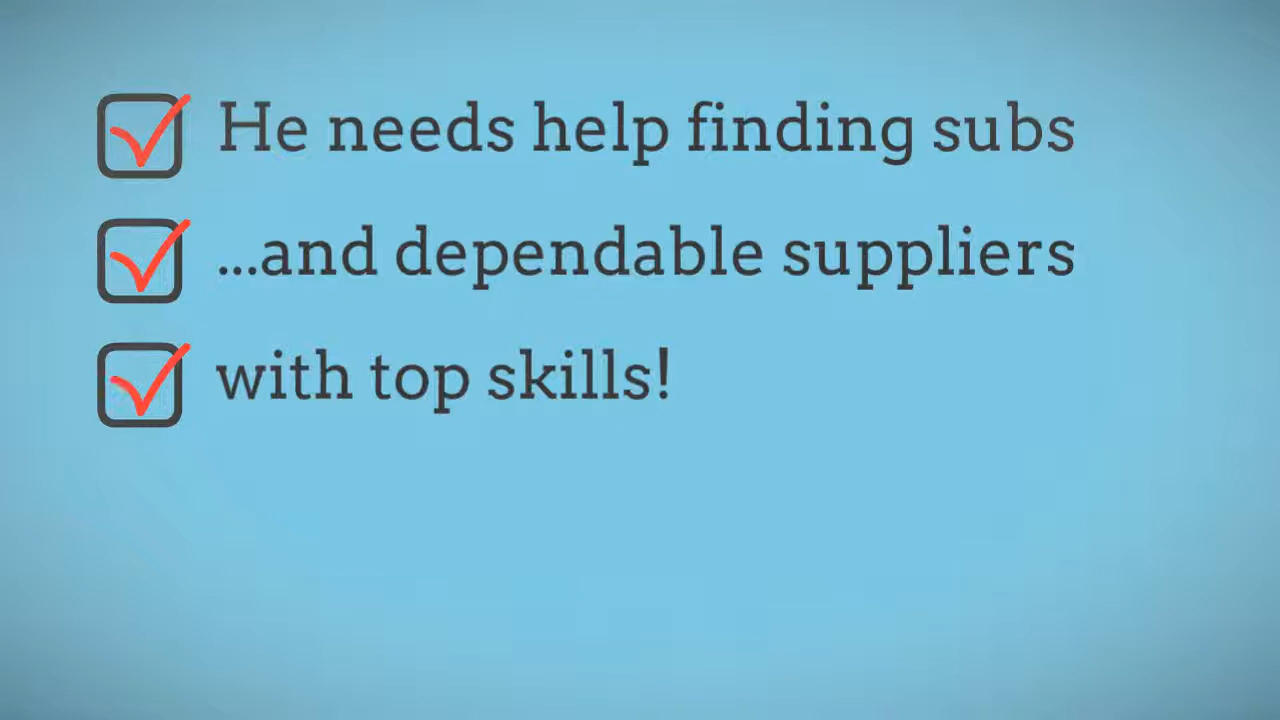 He needs help finding subs
...and dependable suppliers
with top skills!